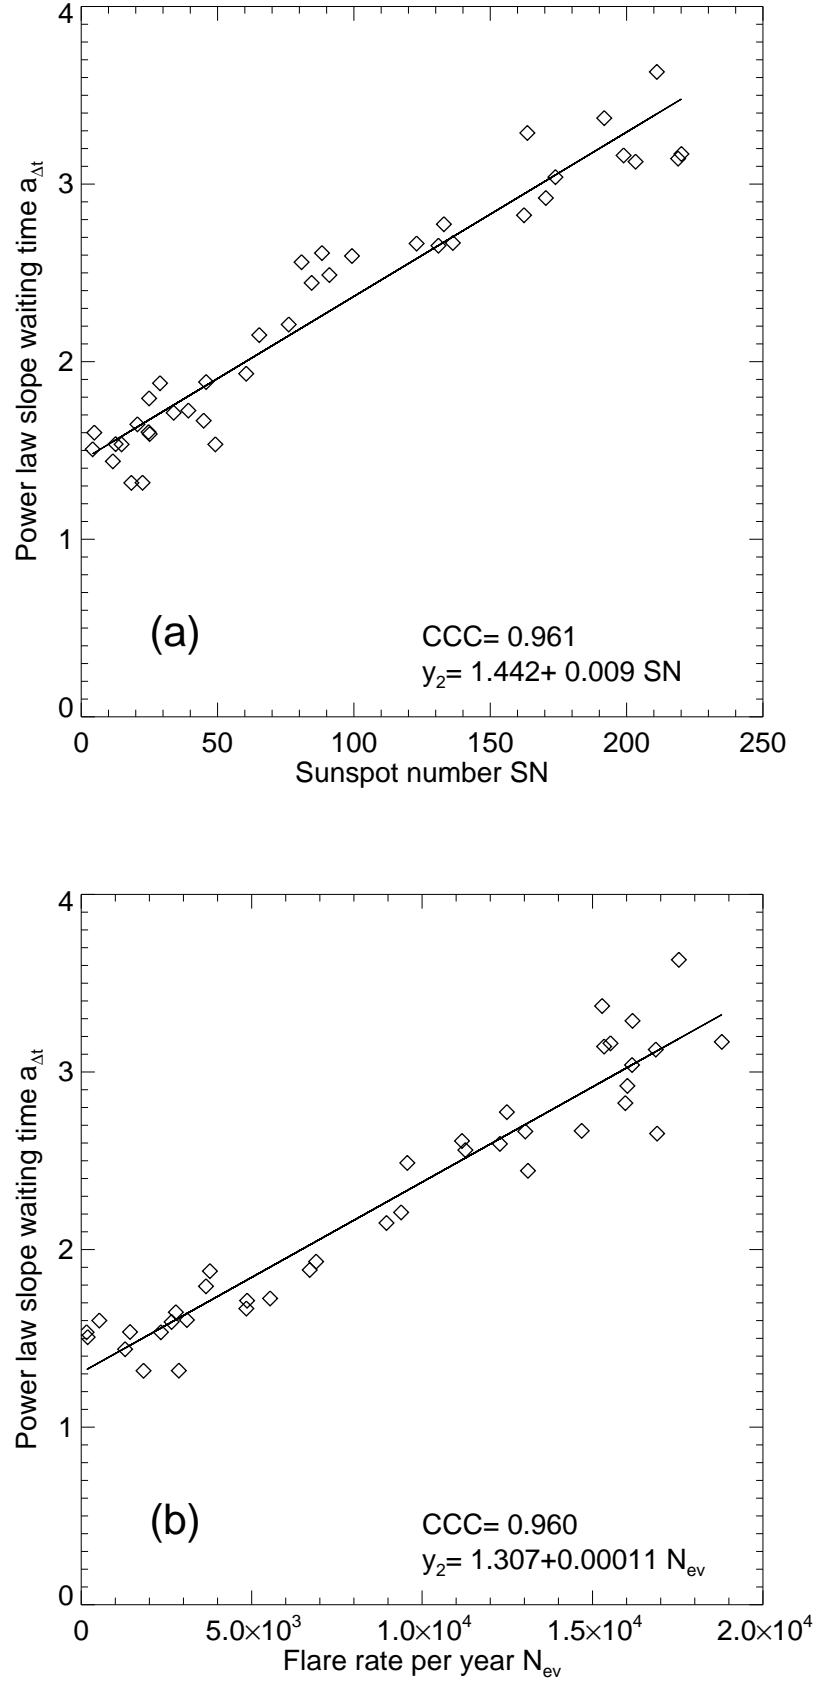 4
3
2
1
0
Power law slope waiting time a_Δt
(a)
CCC= 0.961
y_2= 1.442+ 0.009 SN
0 50 100 150 200 250
Sunspot number SN
4
3
2
1
0
Power law slope waiting time a_Δt
(b)
CCC= 0.960
y_2= 1.307+0.00011 N_ev
0 5.0×10³ 1.0×10⁴ 1.5×10⁴ 2.0×10⁴
Flare rate per year N_ev